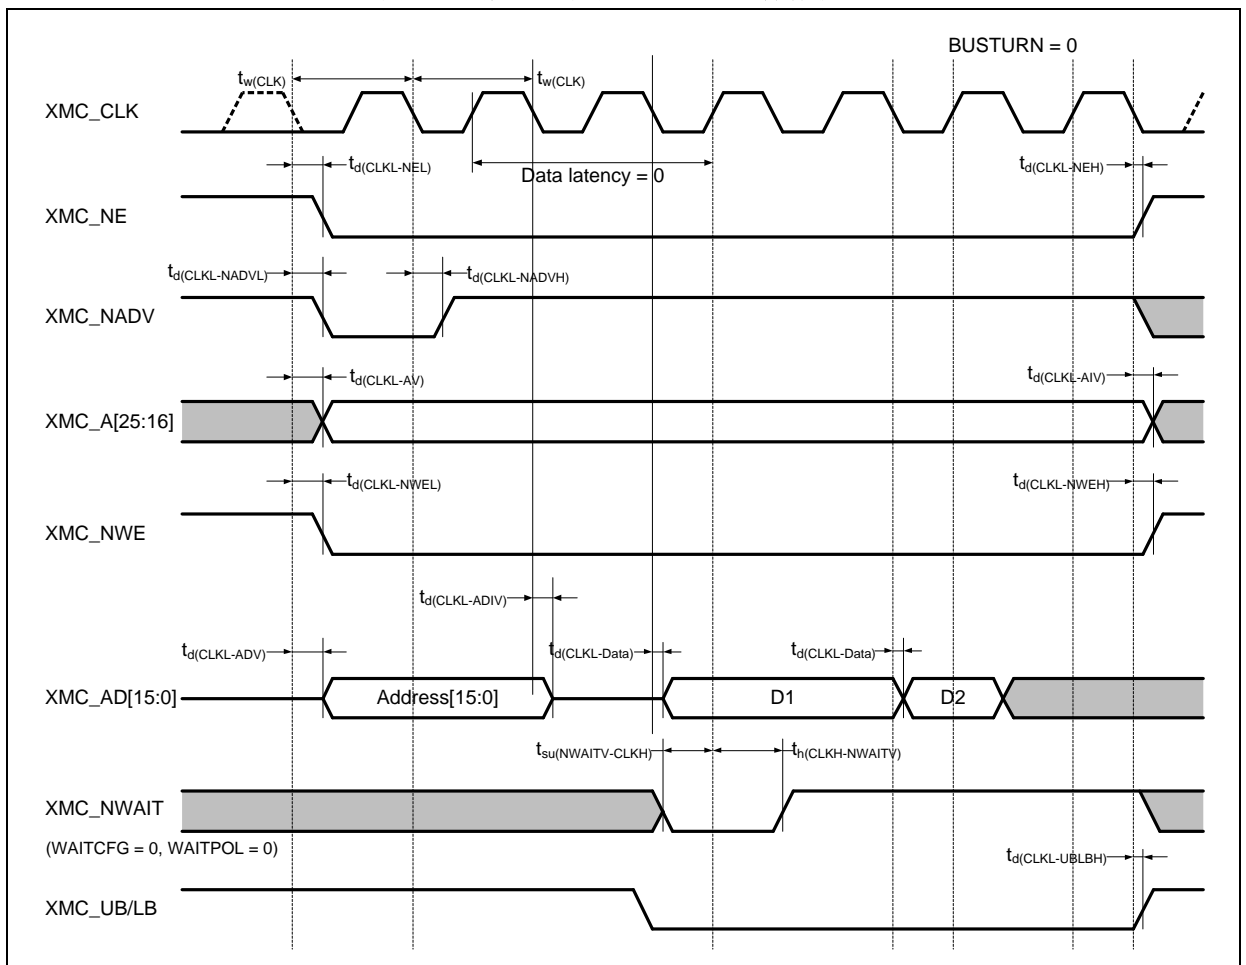 BUSTURN = 0
tw(CLK) tw(CLK)
XMC_CLK
td(CLKL-NEL) td(CLKL-NEH)
Data latency = 0
XMC_NE
td(CLKL-NADVL) td(CLKL-NADVH)
XMC_NADV
td(CLKL-AV) td(CLKL-AIV)
XMC_A[25:16]
td(CLKL-NWEL) td(CLKL-NWEH)
XMC_NWE
td(CLKL-ADIV)
td(CLKL-ADV) td(CLKL-Data) td(CLKL-Data)
XMC_AD[15:0] Address[15:0] D1 D2
tsu(NWAITV-CLKH) th(CLKH-NWAITV)
XMC_NWAIT
(WAITCFG = 0, WAITPOL = 0)
td(CLKL-UBLBH)
XMC_UB/LB